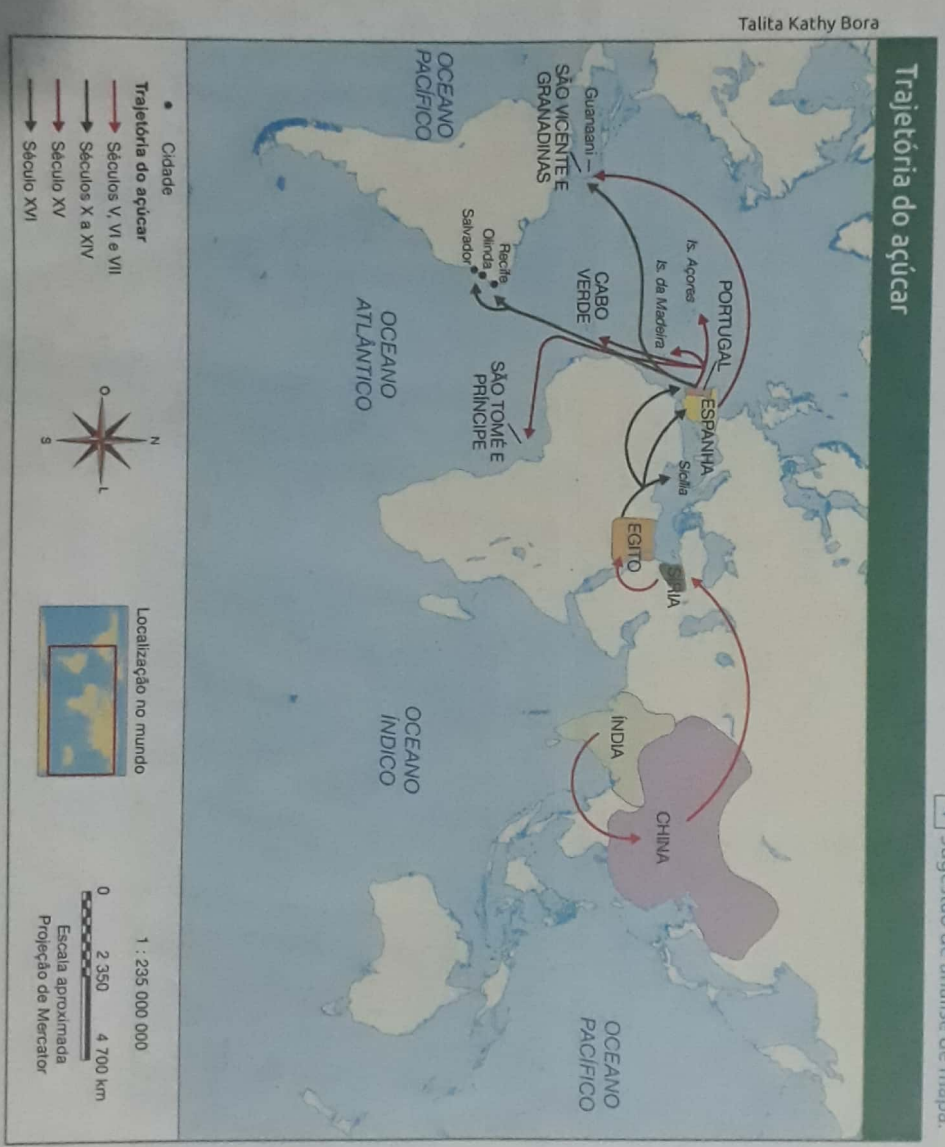 Trajetória do açúcar
Talita Kathy Bora
PORTUGAL
ESPANHA
Is. Açores
Is. da Madeira
Sicília
SÍRIA
EGITO
CHINA
ÍNDIA
Guanaani
SÃO VICENTE E
GRANADINAS
CABO
VERDE
SÃO TOMÉ E
PRÍNCIPE
Recife
Olinda
Salvador
OCEANO
PACÍFICO
OCEANO
ATLÂNTICO
OCEANO
ÍNDICO
OCEANO
PACÍFICO
Cidade
Trajetória do açúcar
Séculos V, VI e VII
Séculos X a XIV
Século XV
Século XVI
N
O
L
S
Localização no mundo
1 : 235 000 000
0 2 350 4 700 km
Escala aproximada
Projeção de Mercator